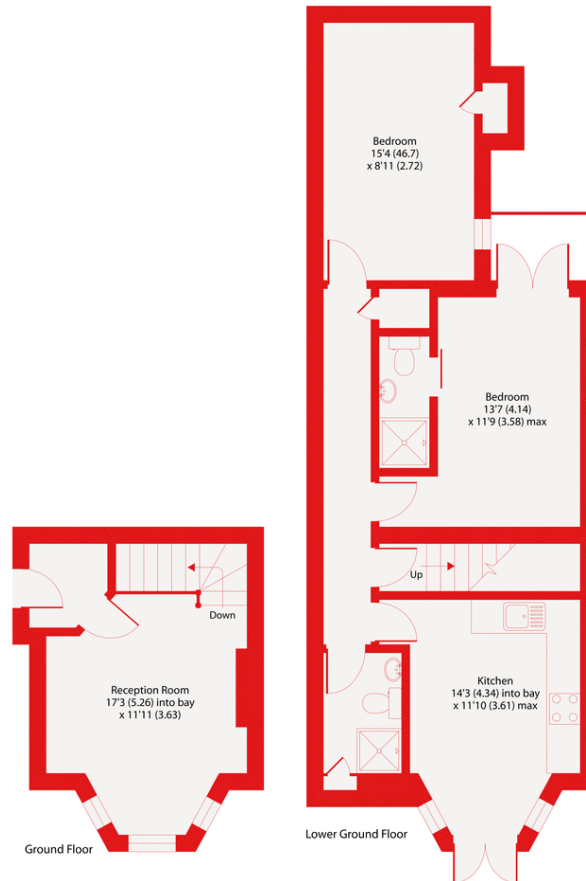 Bedroom
15'4 (46.7)
x 8'11 (2.72)
Bedroom
13'7 (4.14)
x 11'9 (3.58) max
Up
Down
Reception Room
17'3 (5.26) into bay
x 11'11 (3.63)
Kitchen
14'3 (4.34) into bay
x 11'10 (3.61) max
Ground Floor
Lower Ground Floor